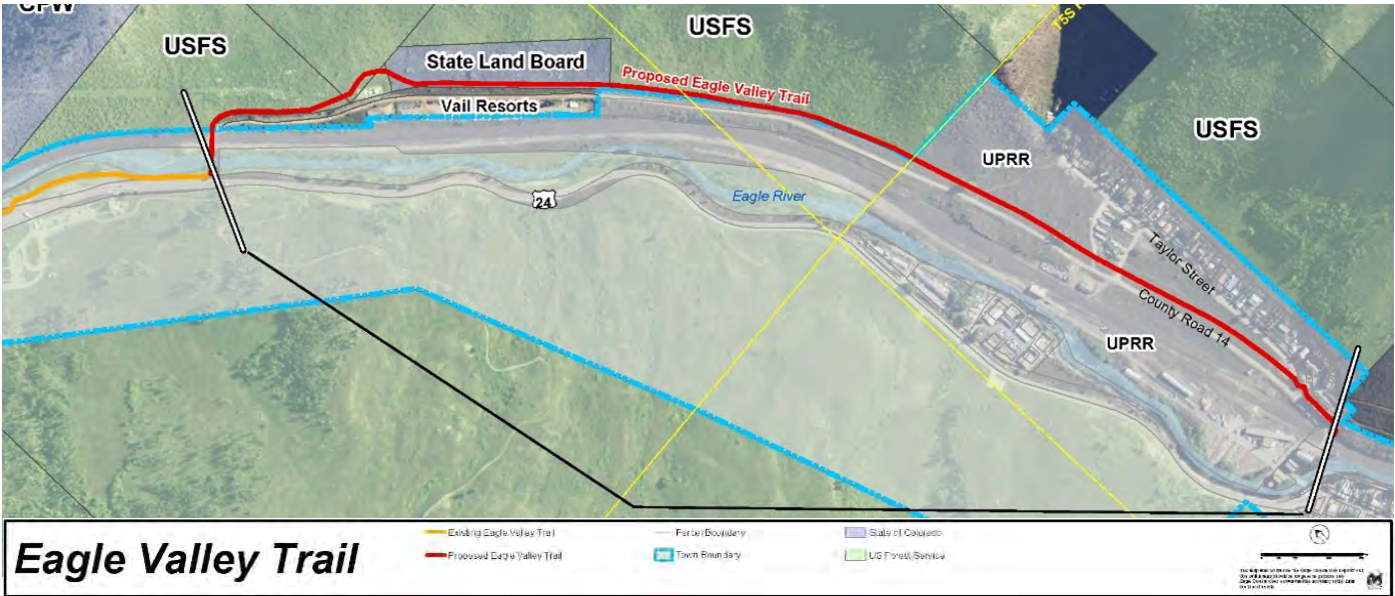 CPW
USFS
USFS
T5S
State Land Board
Proposed Eagle Valley Trail
Vail Resorts
USFS
UPRR
24
Eagle River
Taylor Street
County Road 14
UPRR
Eagle Valley Trail
Existing Eagle Valley Trail
Proposed Eagle Valley Trail
Parcel Boundary
Town Boundary
State of Colorado
US Forest Service